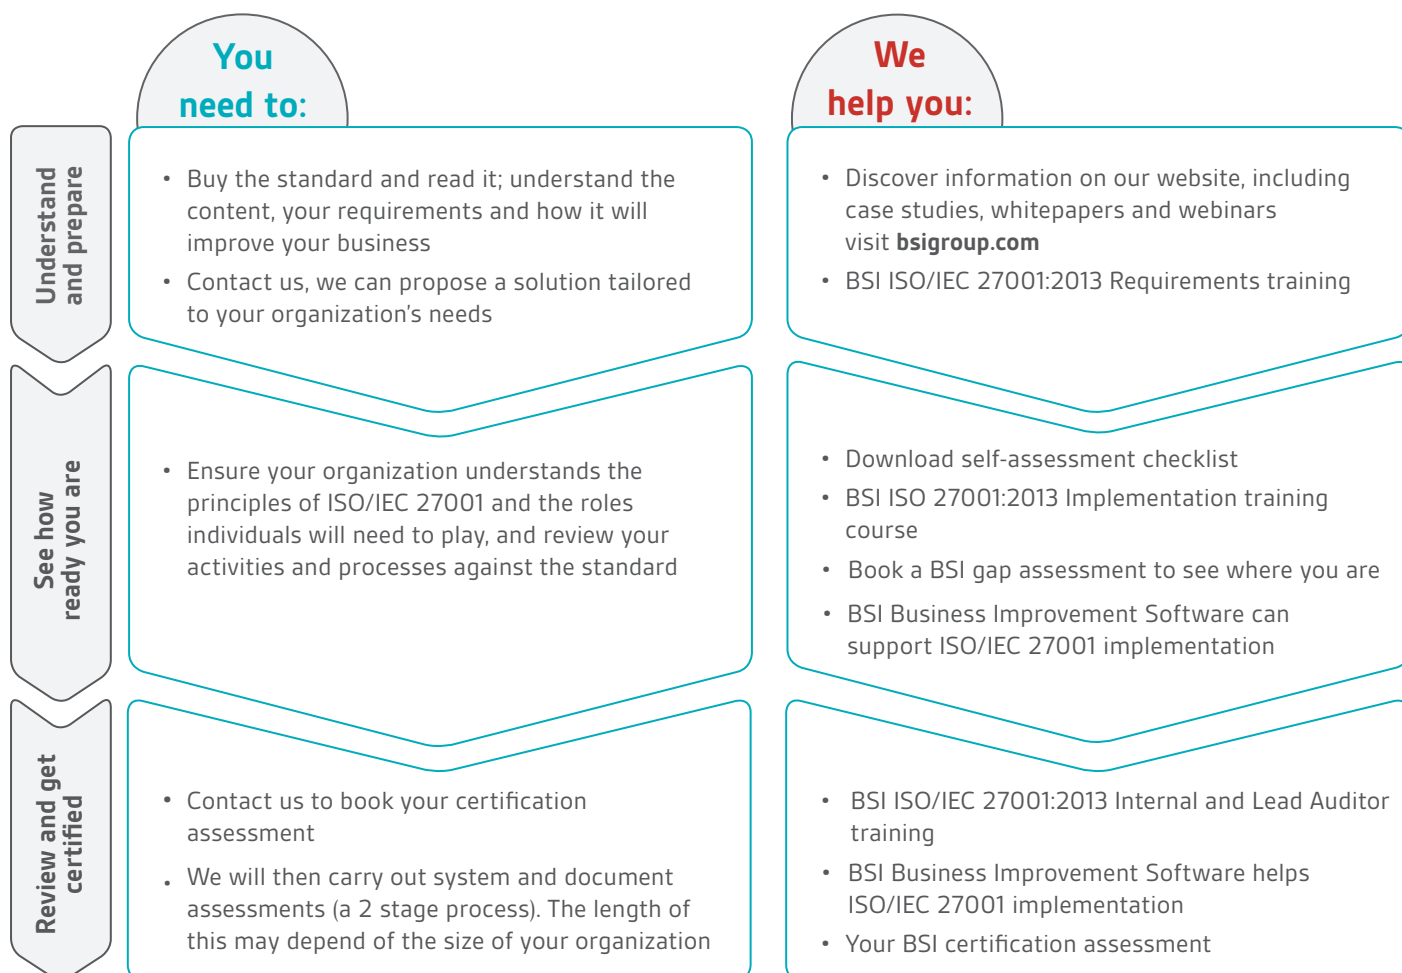 You
need to:
We
help you:
Understand
and prepare
• Buy the standard and read it; understand the
content, your requirements and how it will
improve your business
• Contact us, we can propose a solution tailored
to your organization's needs
• Discover information on our website, including
case studies, whitepapers and webinars
visit bsigroup.com
• BSI ISO/IEC 27001:2013 Requirements training
See how
ready you are
• Ensure your organization understands the
principles of ISO/IEC 27001 and the roles
individuals will need to play, and review your
activities and processes against the standard
• Download self-assessment checklist
• BSI ISO 27001:2013 Implementation training
course
• Book a BSI gap assessment to see where you are
• BSI Business Improvement Software can
support ISO/IEC 27001 implementation
Review and get
certified
• Contact us to book your certification
assessment
• We will then carry out system and document
assessments (a 2 stage process). The length of
this may depend of the size of your organization
• BSI ISO/IEC 27001:2013 Internal and Lead Auditor
training
• BSI Business Improvement Software helps
ISO/IEC 27001 implementation
• Your BSI certification assessment